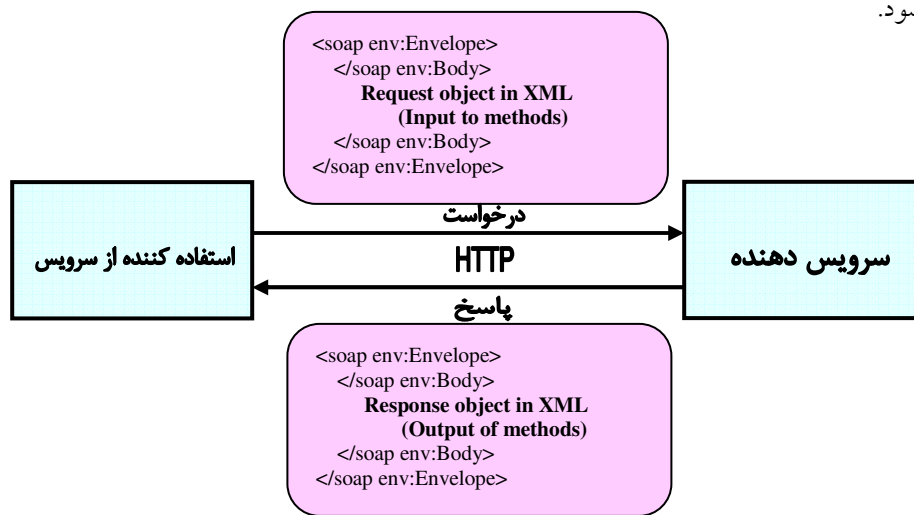 <soap env:Envelope>
</soap env:Body>
Request object in XML
(Input to methods)
</soap env:Body>
</soap env:Envelope>
درخواست
استفاده کننده از سرویس
HTTP
سرویس دهنده
پاسخ
<soap env:Envelope>
</soap env:Body>
Response object in XML
(Output of methods)
</soap env:Body>
</soap env:Envelope>